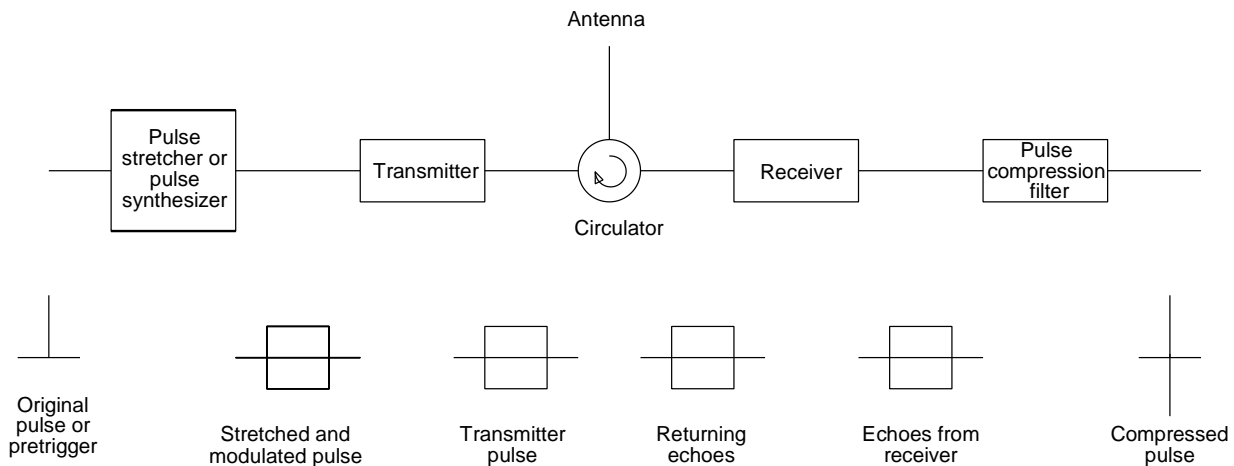 Antenna
Pulse
stretcher or
pulse
synthesizer
Transmitter
Receiver
Pulse
compression
filter
Circulator
Original
pulse or
pretrigger
Stretched and
modulated pulse
Transmitter
pulse
Returning
echoes
Echoes from
receiver
Compressed
pulse